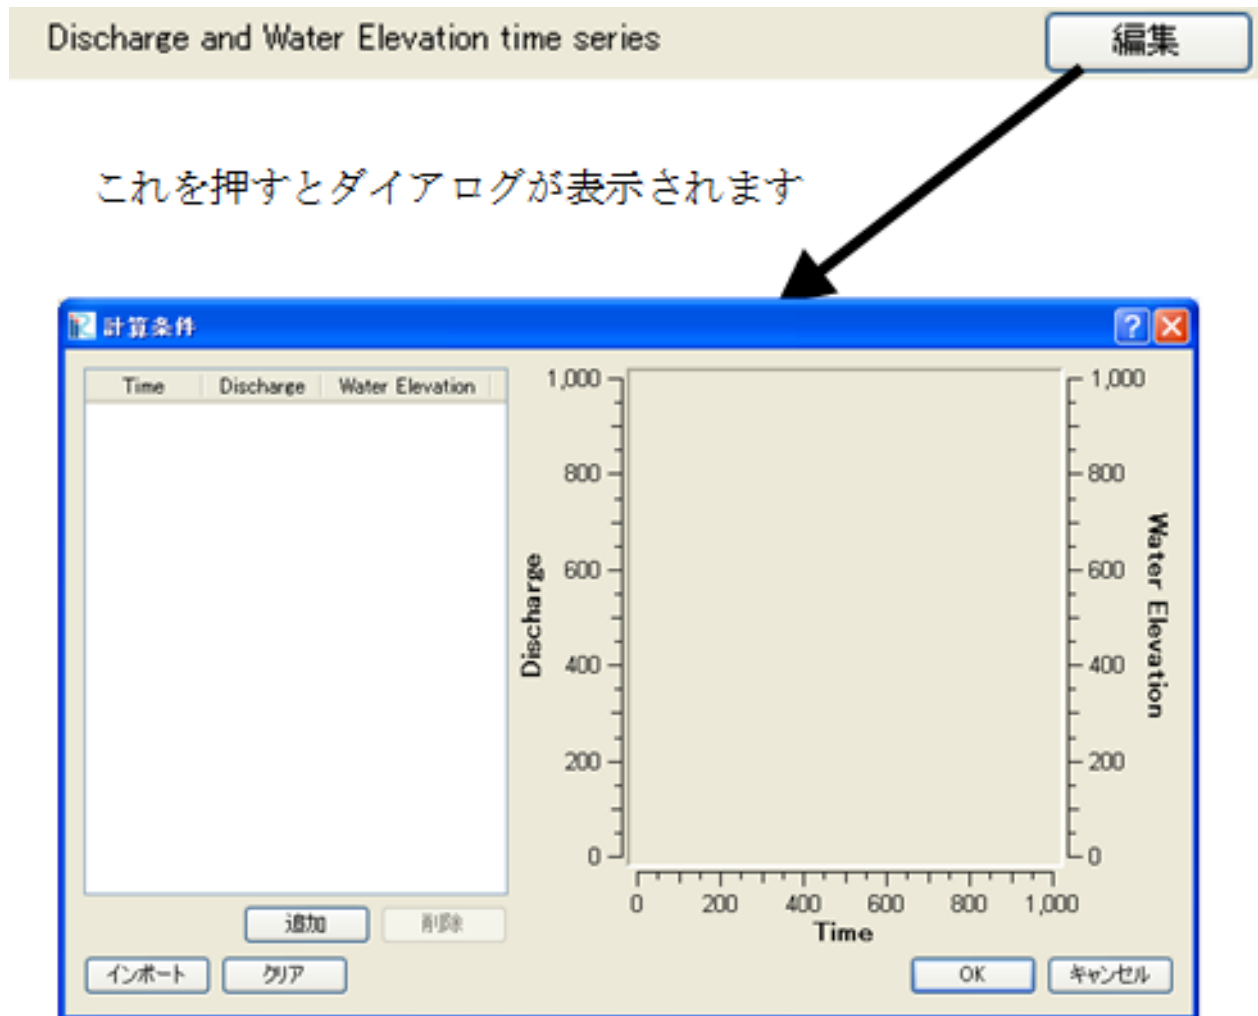 Discharge and Water Elevation time series 編集
これを押すとダイアログが表示されます
計算条件
Time Discharge Water Elevation
1,000
800
600
400
200
0
Discharge
1,000
800
600
400
200
0
Water Elevation
0 200 400 600 800 1,000
Time
追加 削除
インポート クリア OK キャンセル